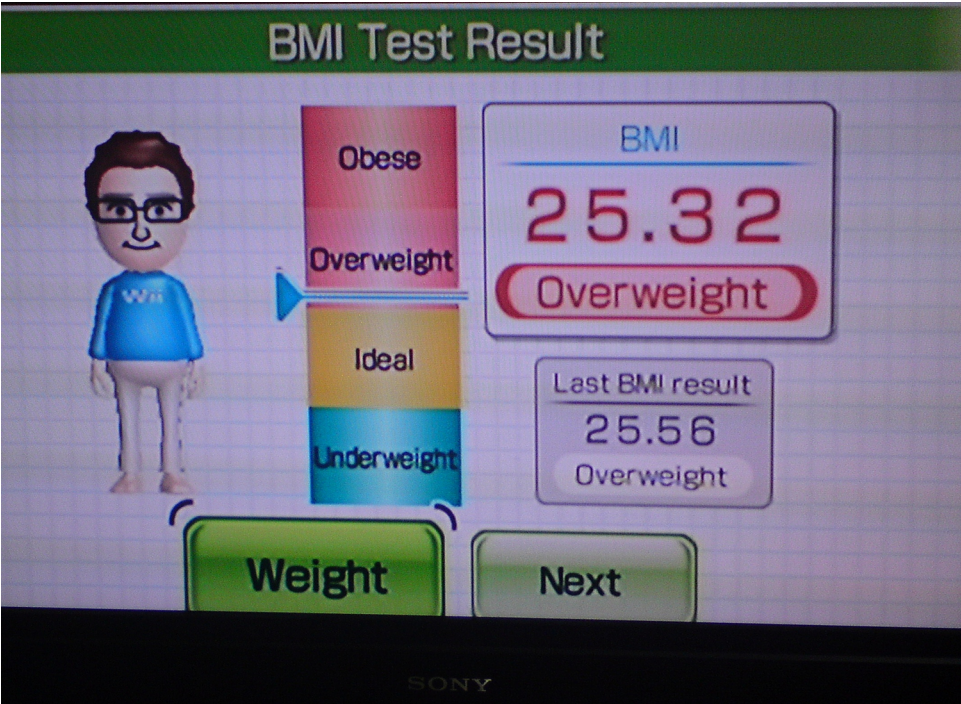 BMI Test Result
Obese
Overweight
Ideal
Underweight
BMI
25.32
Overweight
Last BMI result
25.56
Overweight
Wii
Weight
Next
SONY